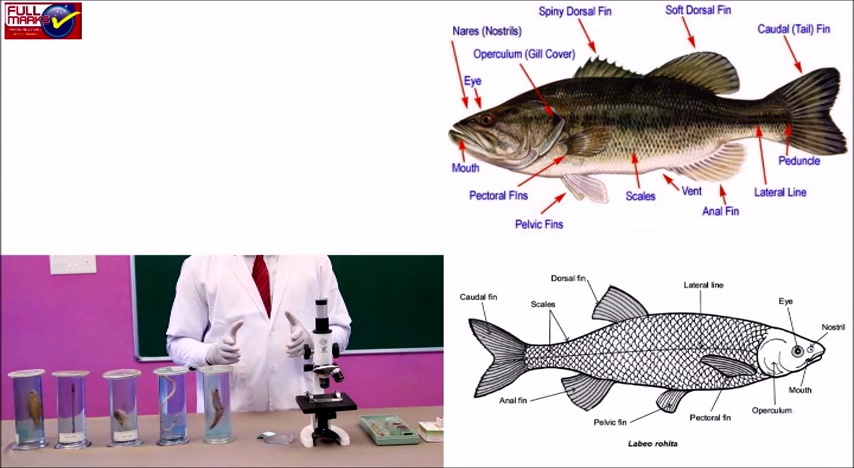 FULL
MARKS
Spiny Dorsal Fin
Soft Dorsal Fin
Nares (Nostrils)
Caudal (Tail) Fin
Operculum (Gill Cover)
Eye
Mouth
Peduncle
Pectoral FIns
Scales
Vent
Lateral Line
Anal Fin
Pelvic Fins
Dorsal fin
Lateral line
Caudal fin
Scales
Eye
Nostril
Mouth
Anal fin
Operculum
Pelvic fin
Pectoral fin
Labeo rohita